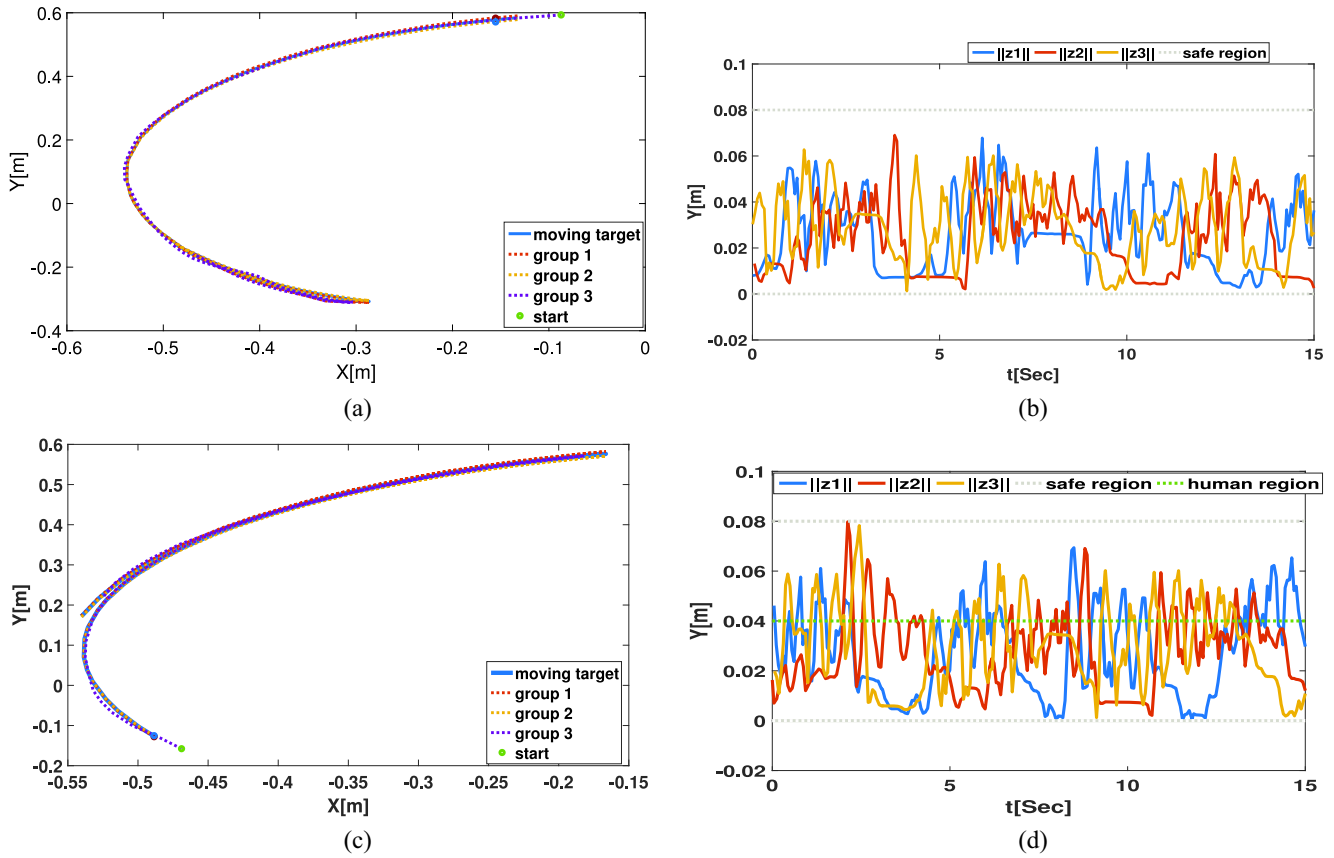 0.6
0.4
0.2
0
-0.2
-0.4
Y[m]
-0.6 -0.5 -0.4 -0.3 -0.2 -0.1 0
X[m]
moving target
group 1
group 2
group 3
start
(a)
||z1|| ||z2|| ||z3|| safe region
0.1
0.08
0.06
0.04
0.02
0
-0.02
Y[m]
0 5 10 15
t[Sec]
(b)
0.6
0.5
0.4
0.3
0.2
0.1
0
-0.1
-0.2
Y[m]
-0.55 -0.5 -0.45 -0.4 -0.35 -0.3 -0.25 -0.2 -0.15
X[m]
moving target
group 1
group 2
group 3
start
(c)
||z1|| ||z2|| ||z3|| safe region human region
0.1
0.08
0.06
0.04
0.02
0
-0.02
Y[m]
0 5 10 15
t[Sec]
(d)